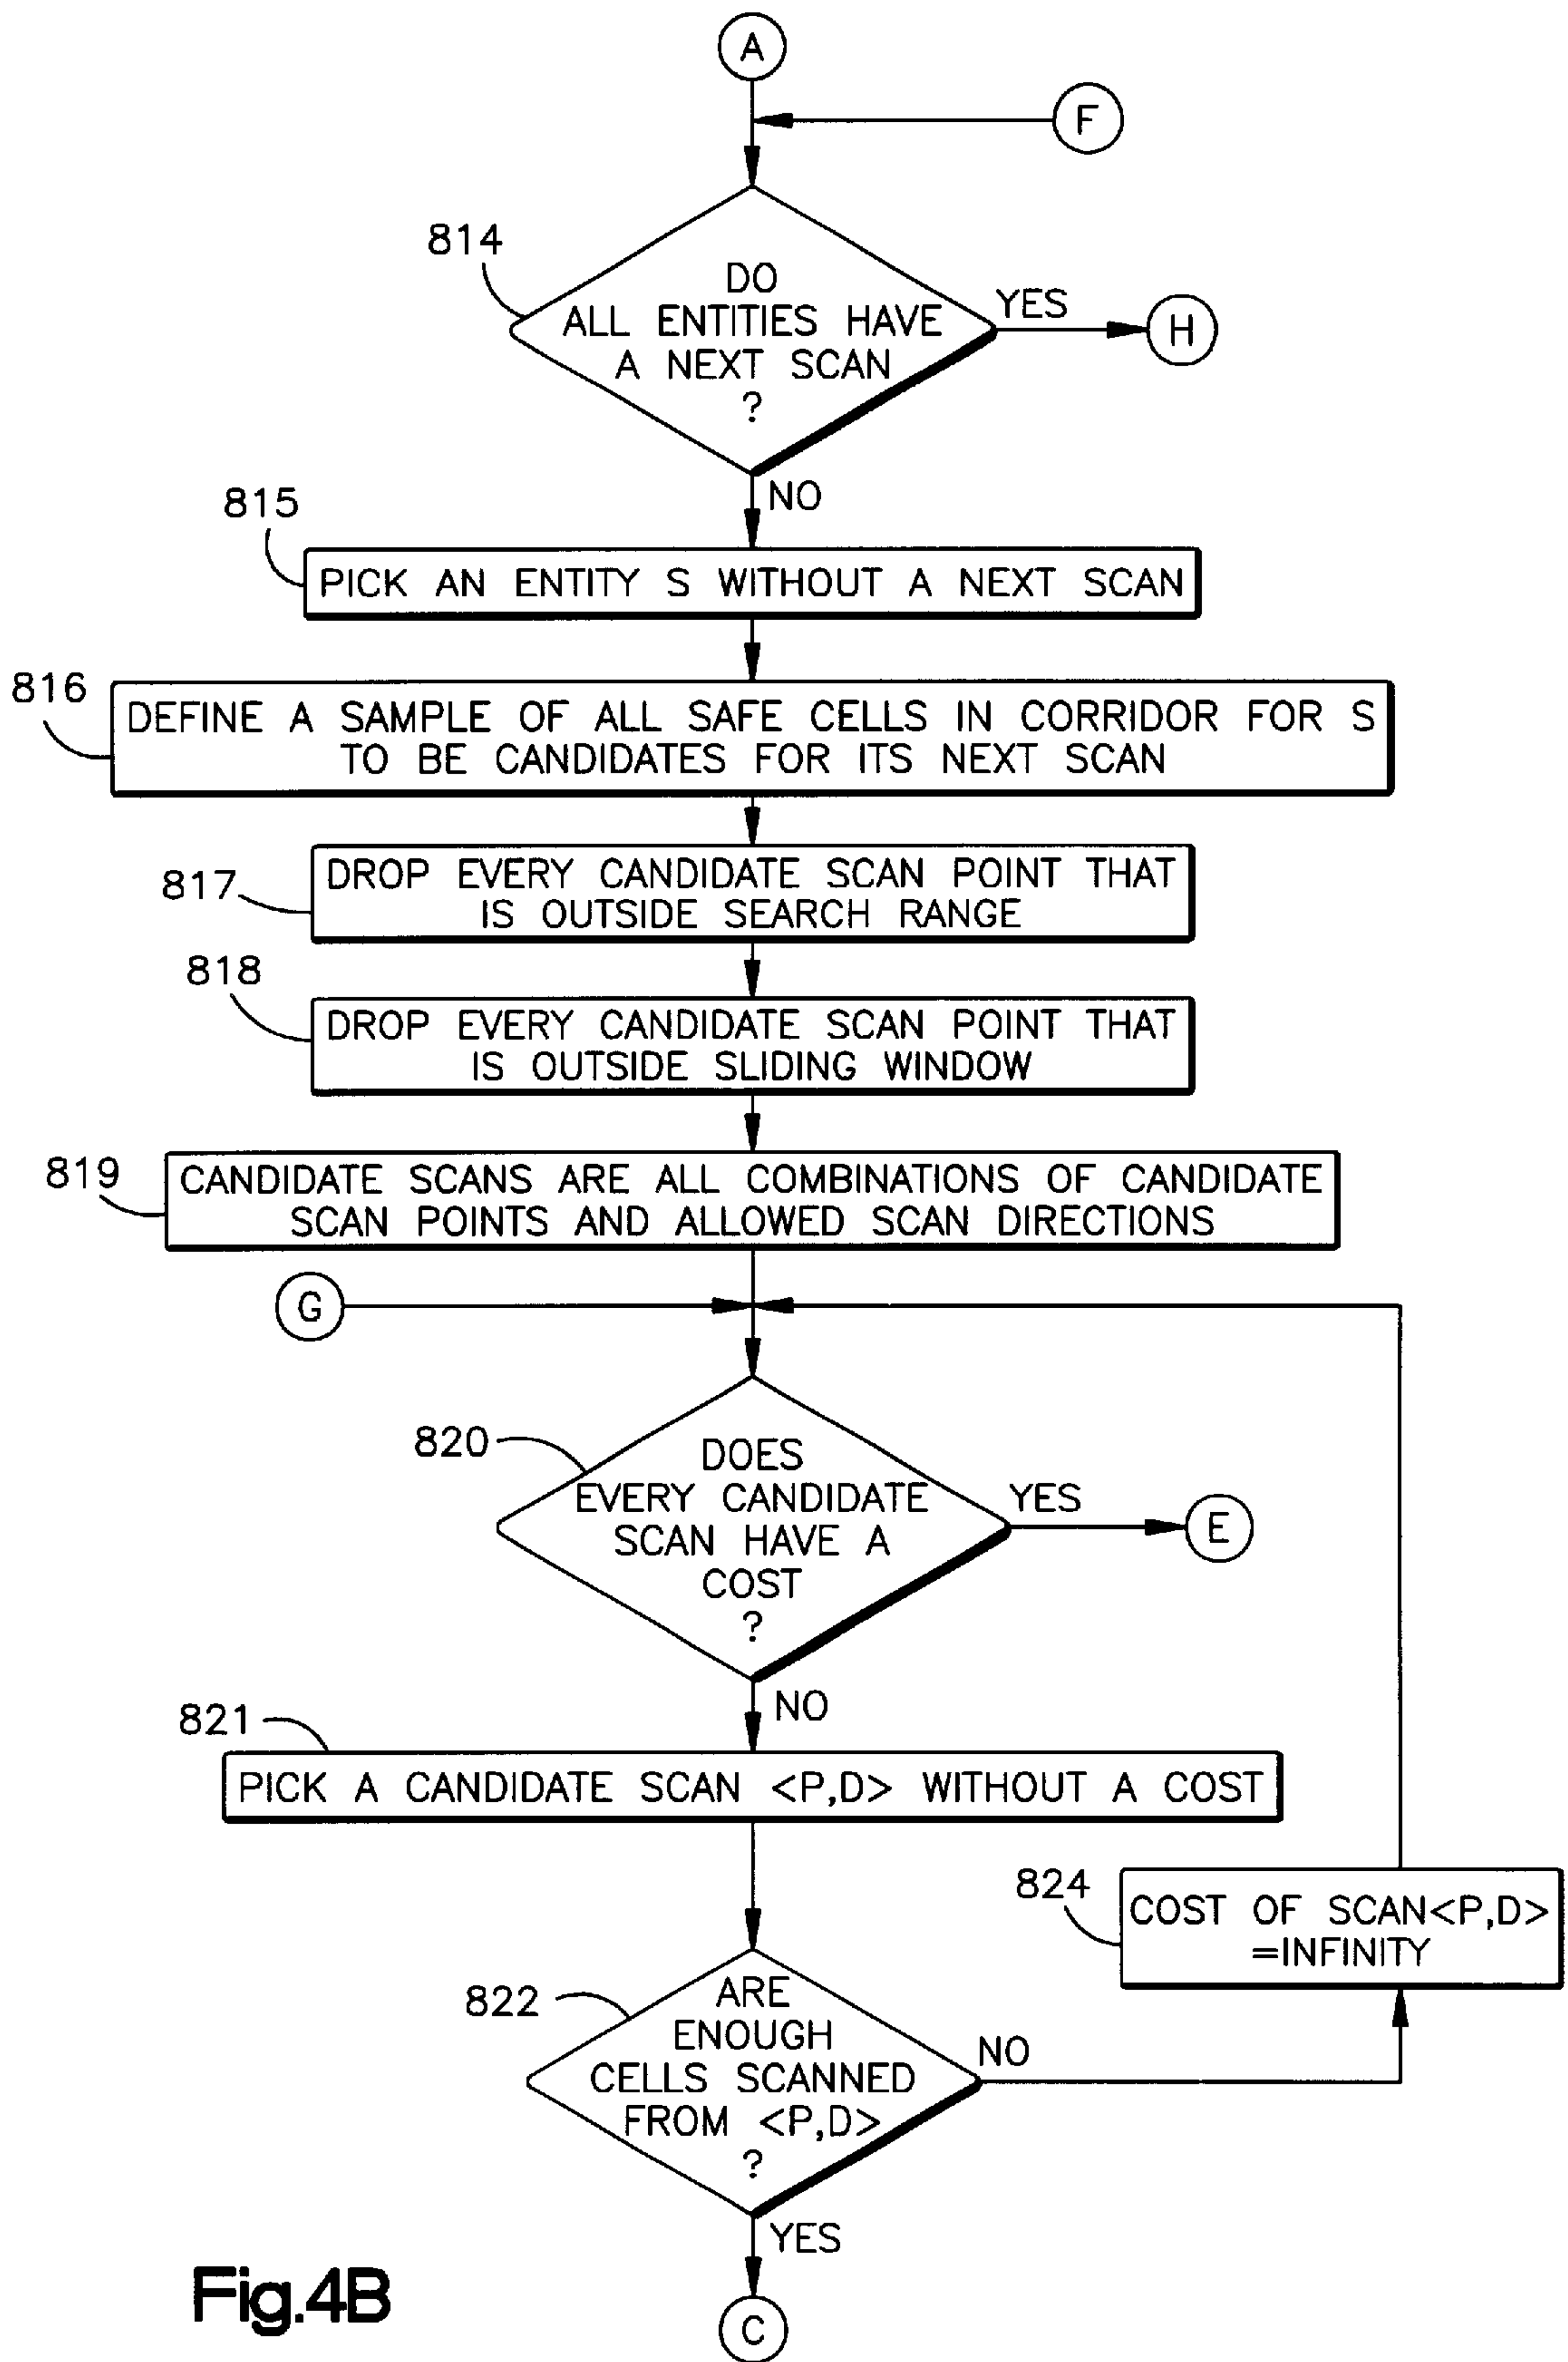 A
F
814
DO
ALL ENTITIES HAVE
A NEXT SCAN
?
YES
H
NO
815
PICK AN ENTITY S WITHOUT A NEXT SCAN
816
DEFINE A SAMPLE OF ALL SAFE CELLS IN CORRIDOR FOR S
TO BE CANDIDATES FOR ITS NEXT SCAN
817
DROP EVERY CANDIDATE SCAN POINT THAT
IS OUTSIDE SEARCH RANGE
818
DROP EVERY CANDIDATE SCAN POINT THAT
IS OUTSIDE SLIDING WINDOW
819
CANDIDATE SCANS ARE ALL COMBINATIONS OF CANDIDATE
SCAN POINTS AND ALLOWED SCAN DIRECTIONS
G
820
DOES
EVERY CANDIDATE
SCAN HAVE A
COST
?
YES
E
NO
821
PICK A CANDIDATE SCAN <P,D> WITHOUT A COST
824
COST OF SCAN<P,D>
=INFINITY
822
ARE
ENOUGH
CELLS SCANNED
FROM <P,D>
?
NO
YES
C
Fig.4B